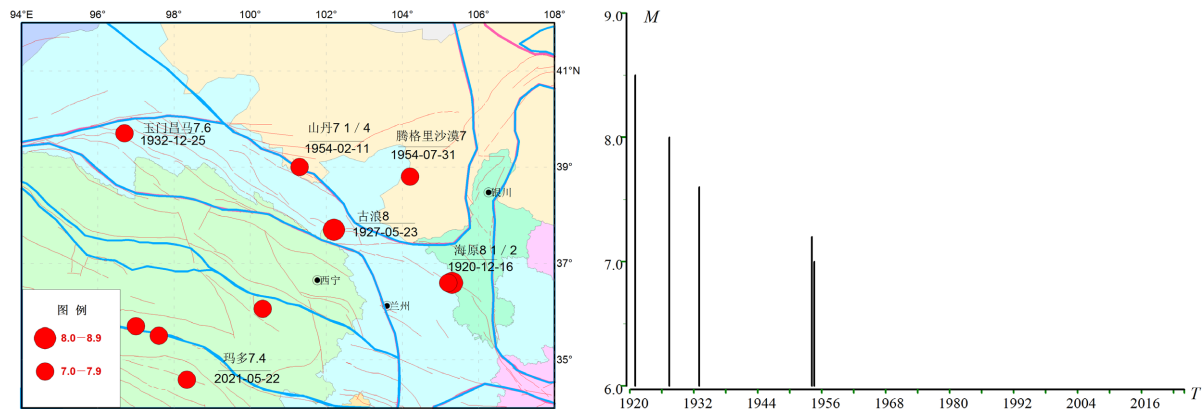 94°E 96° 98° 100° 102° 104° 106° 108°
41°N
39°
37°
35°
玉门昌马7.6
1932-12-25
山丹7 1 / 4
1954-02-11
腾格里沙漠7
1954-07-31
银川
古浪8
1927-05-23
海原8 1 / 2
1920-12-16
西宁
兰州
玛多7.4
2021-05-22
图 例
8.0－8.9
7.0－7.9
M
9.0
8.0
7.0
6.0
1920 1932 1944 1956 1968 1980 1992 2004 2016 T